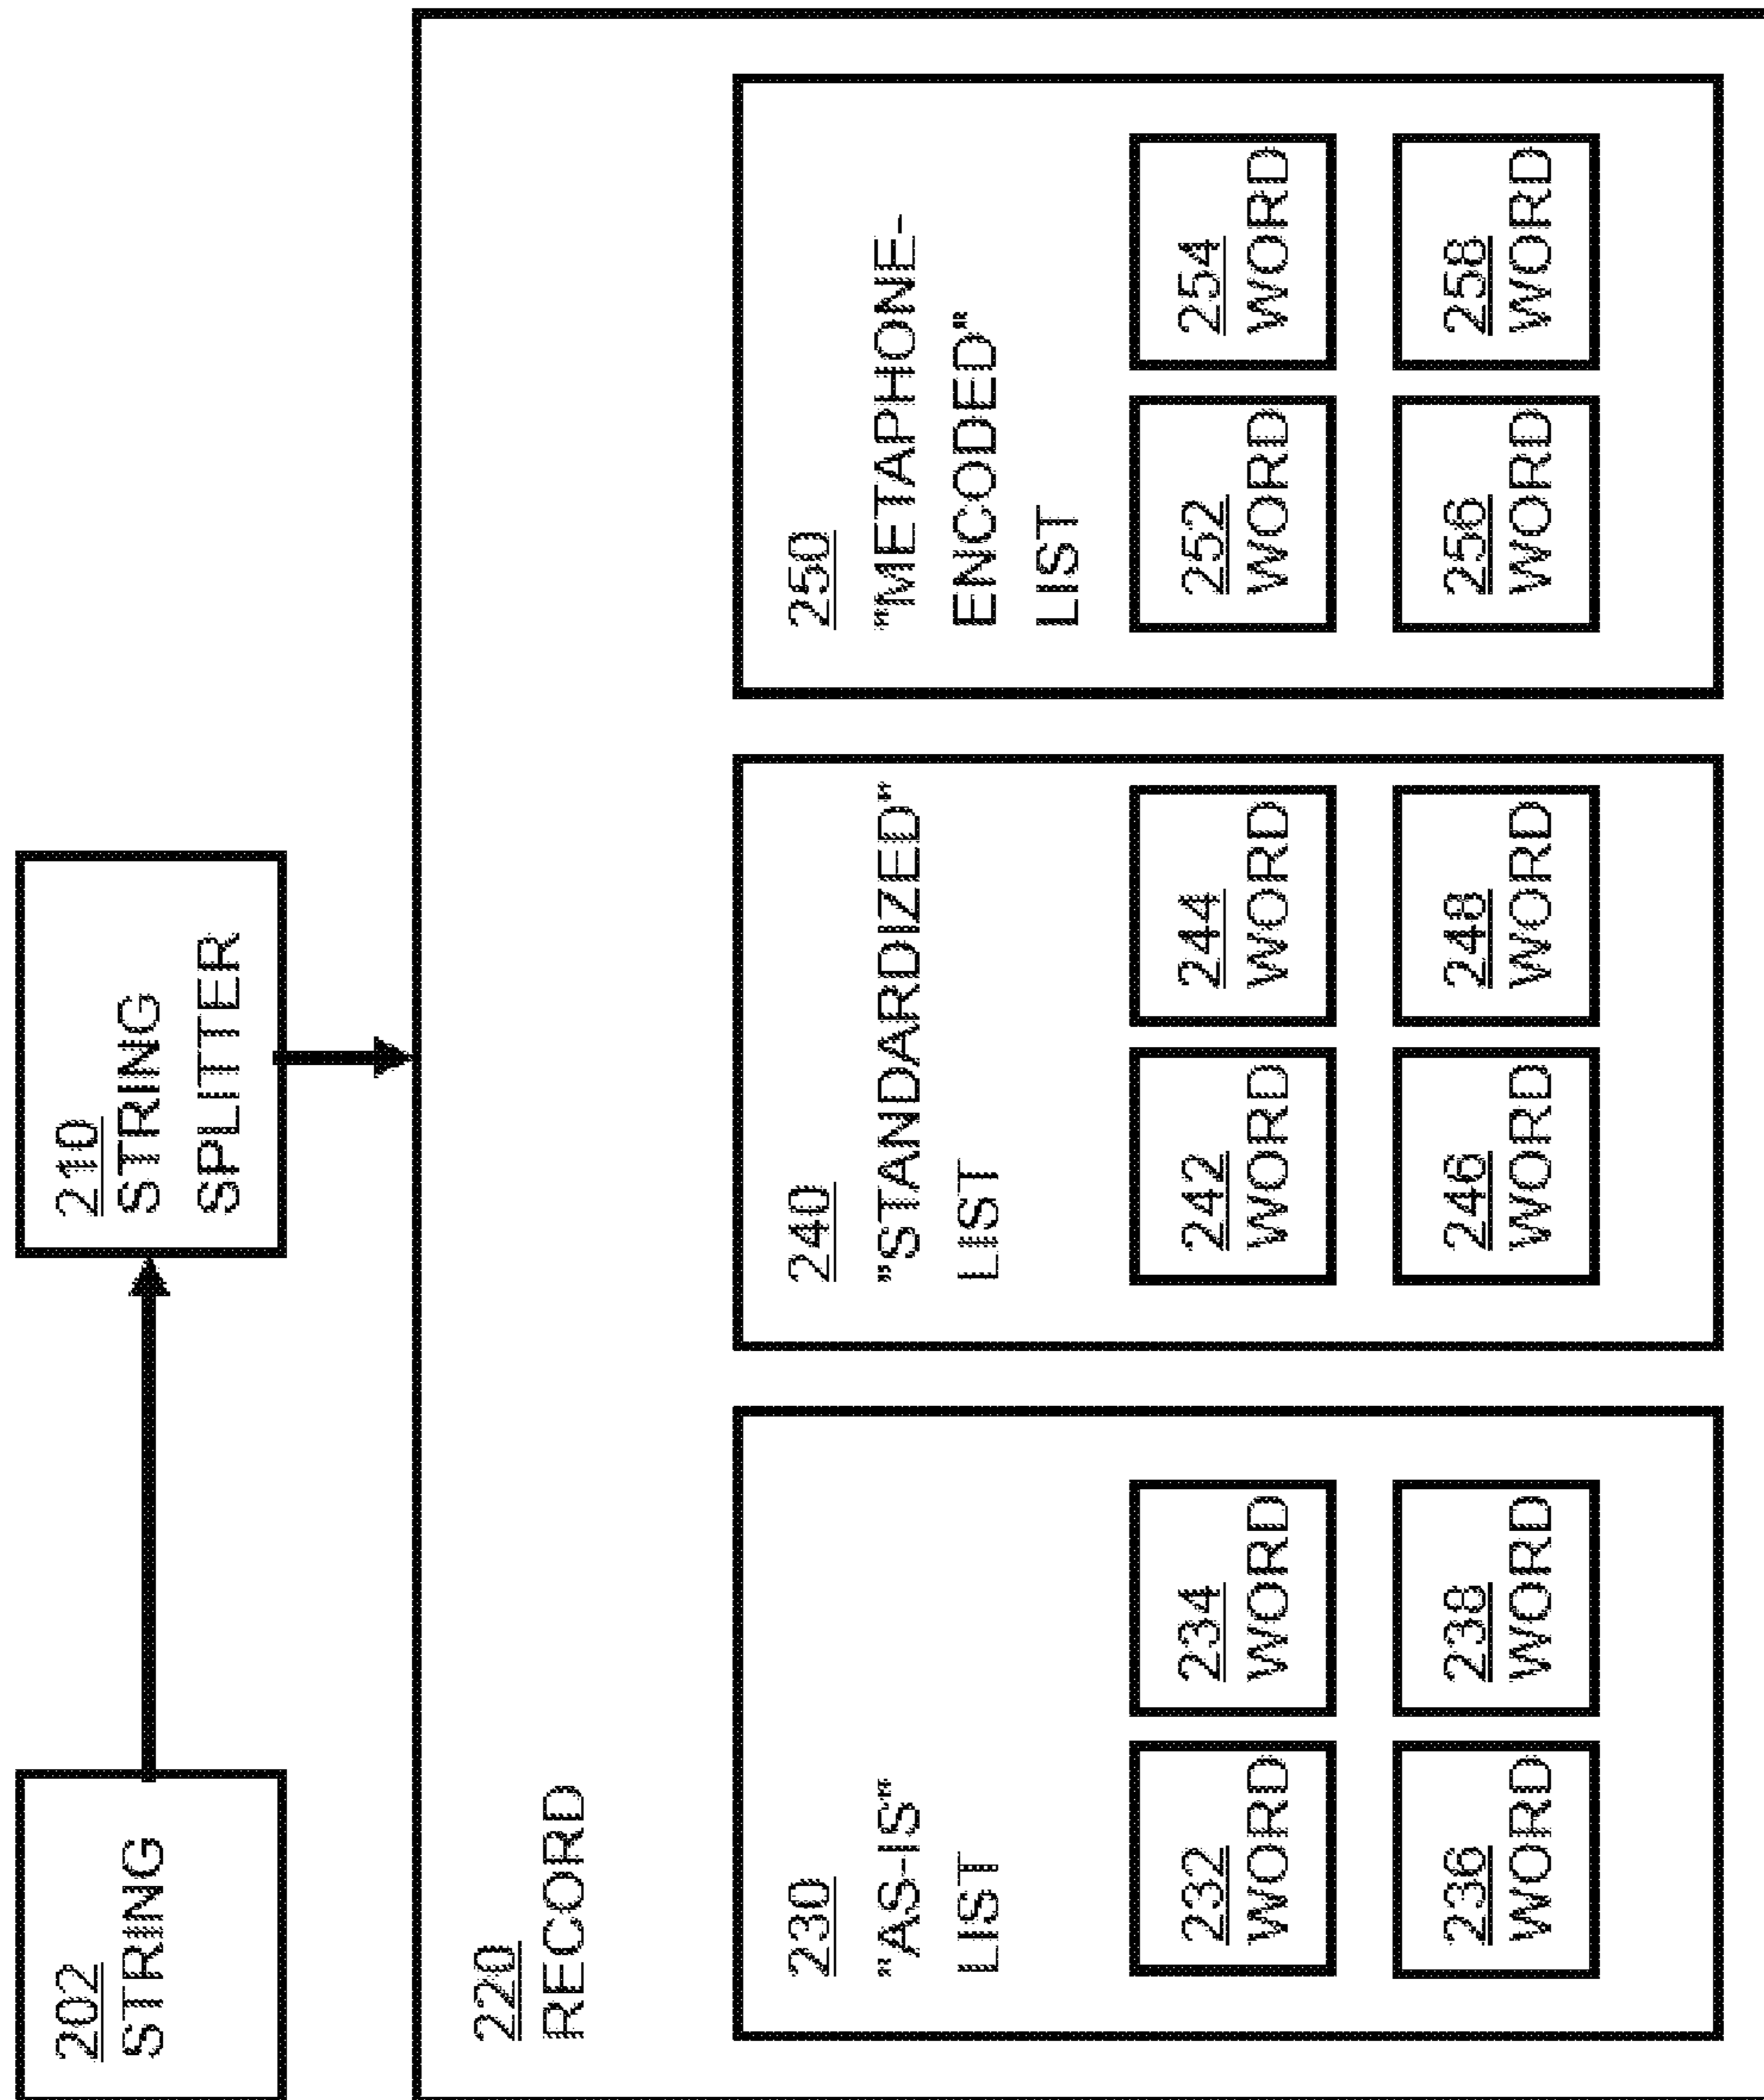 202
STRING
210
STRING
SPLITTER
220
RECORD
230
"AS-IS"
LIST
232
WORD
234
WORD
236
WORD
238
WORD
240
"STANDARDIZED"
LIST
242
WORD
244
WORD
246
WORD
248
WORD
250
"METAPHONE-
ENCODED"
LIST
252
WORD
254
WORD
256
WORD
258
WORD